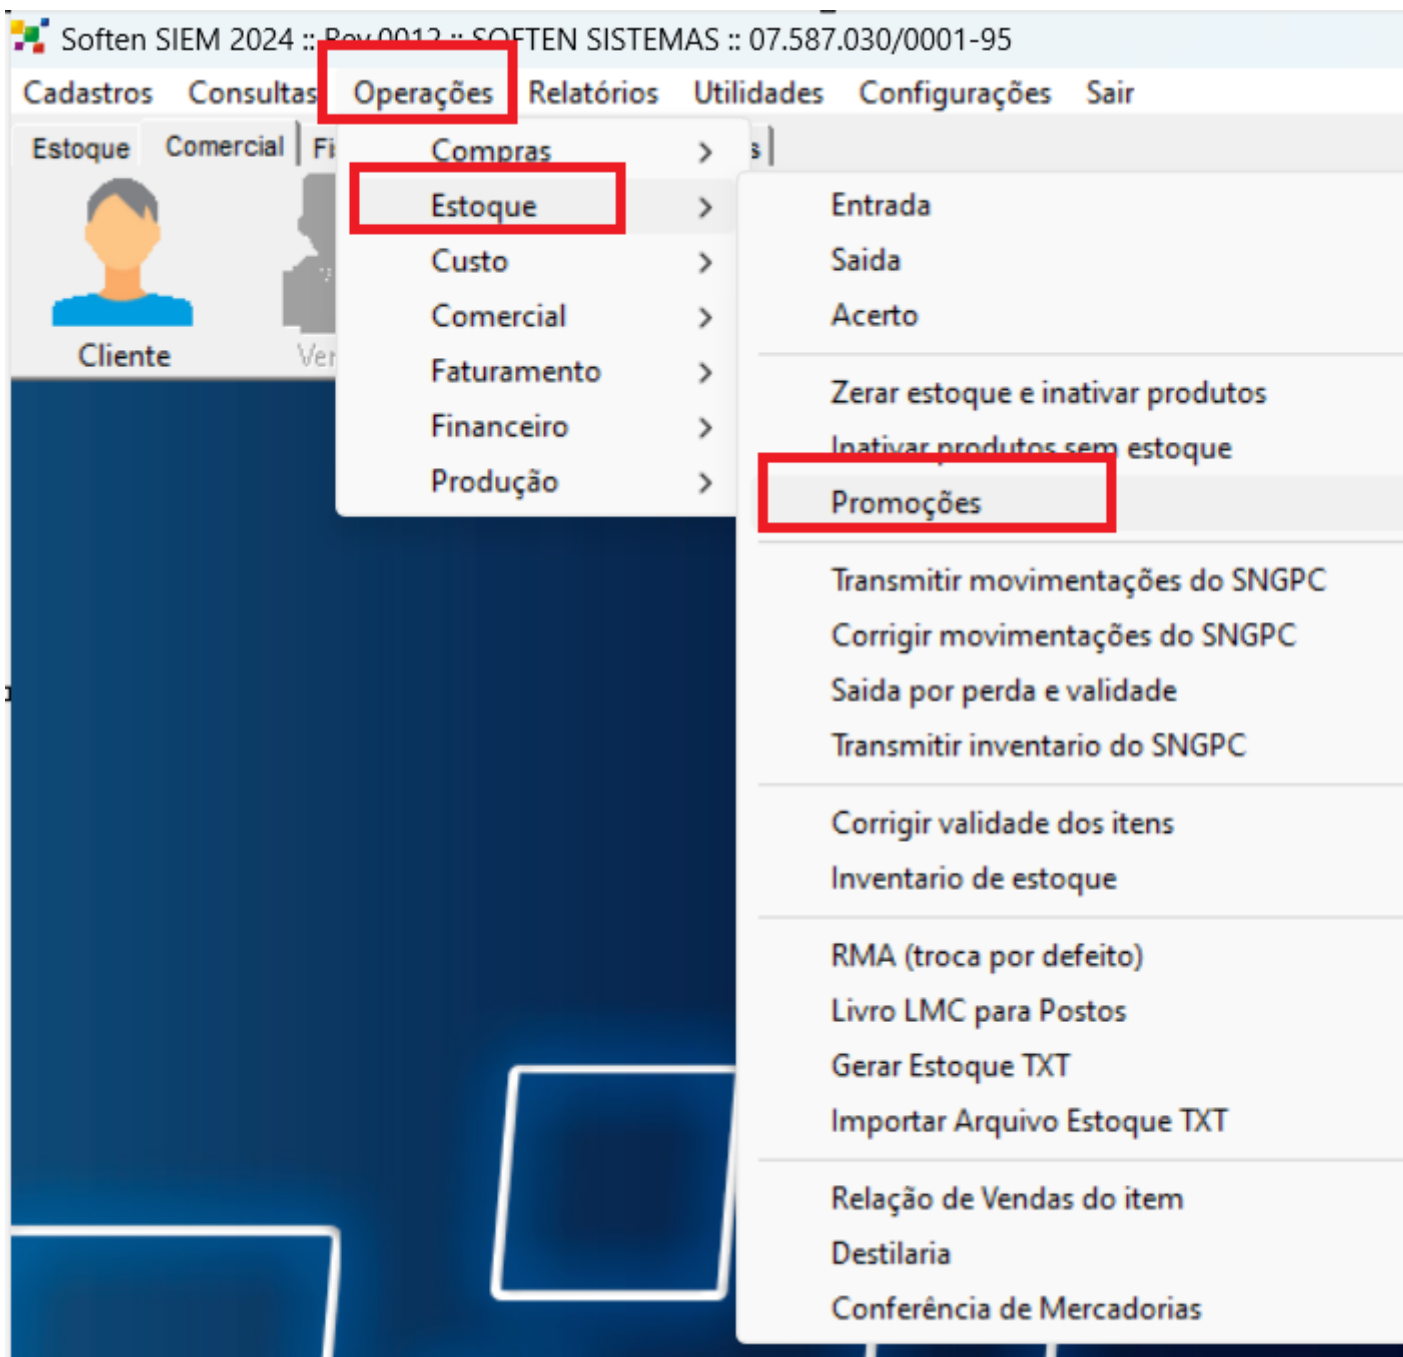 Soften SIEM 2024 :: Rev.0012 :: SOFTEN SISTEMAS :: 07.587.030/0001-95
Cadastros Consultas Operações Relatórios Utilidades Configurações Sair
Estoque Comercial
Cliente
Compras
Estoque
Custo
Comercial
Faturamento
Financeiro
Produção
Entrada
Saida
Acerto
Zerar estoque e inativar produtos
Inativar produtos sem estoque
Promoções
Transmitir movimentações do SNGPC
Corrigir movimentações do SNGPC
Saida por perda e validade
Transmitir inventario do SNGPC
Corrigir validade dos itens
Inventario de estoque
RMA (troca por defeito)
Livro LMC para Postos
Gerar Estoque TXT
Importar Arquivo Estoque TXT
Relação de Vendas do item
Destilaria
Conferência de Mercadorias